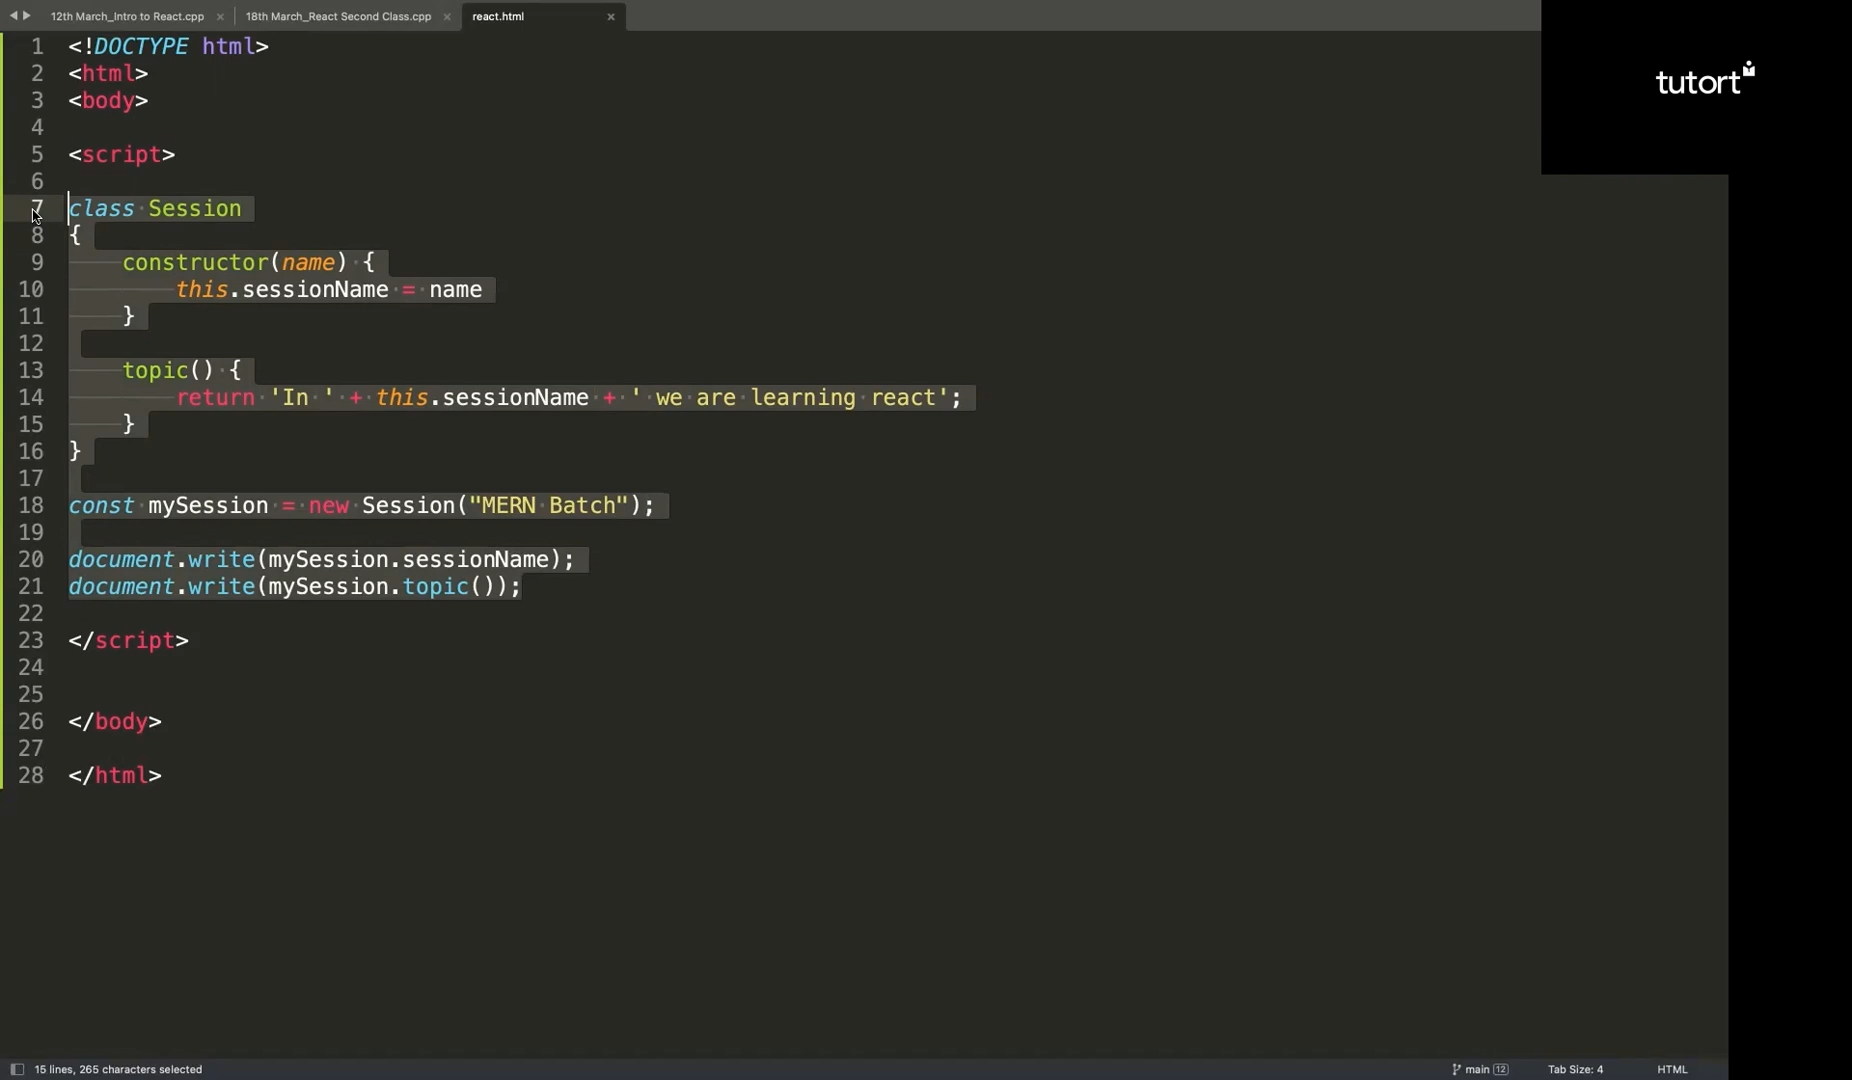 12th March_Intro to React.cpp × 18th March_React Second Class.cpp × react.html ×
tutort
1 <!DOCTYPE html>
2 <html>
3 <body>
4
5 <script>
6
7 class Session
8 {
9 constructor(name) {
10 this.sessionName = name
11 }
12
13 topic() {
14 return 'In ' + this.sessionName + ' we are learning react';
15 }
16 }
17
18 const mySession = new Session("MERN Batch");
19
20 document.write(mySession.sessionName);
21 document.write(mySession.topic());
22
23 </script>
24
25
26 </body>
27
28 </html>
15 lines, 265 characters selected main 12 Tab Size: 4 HTML